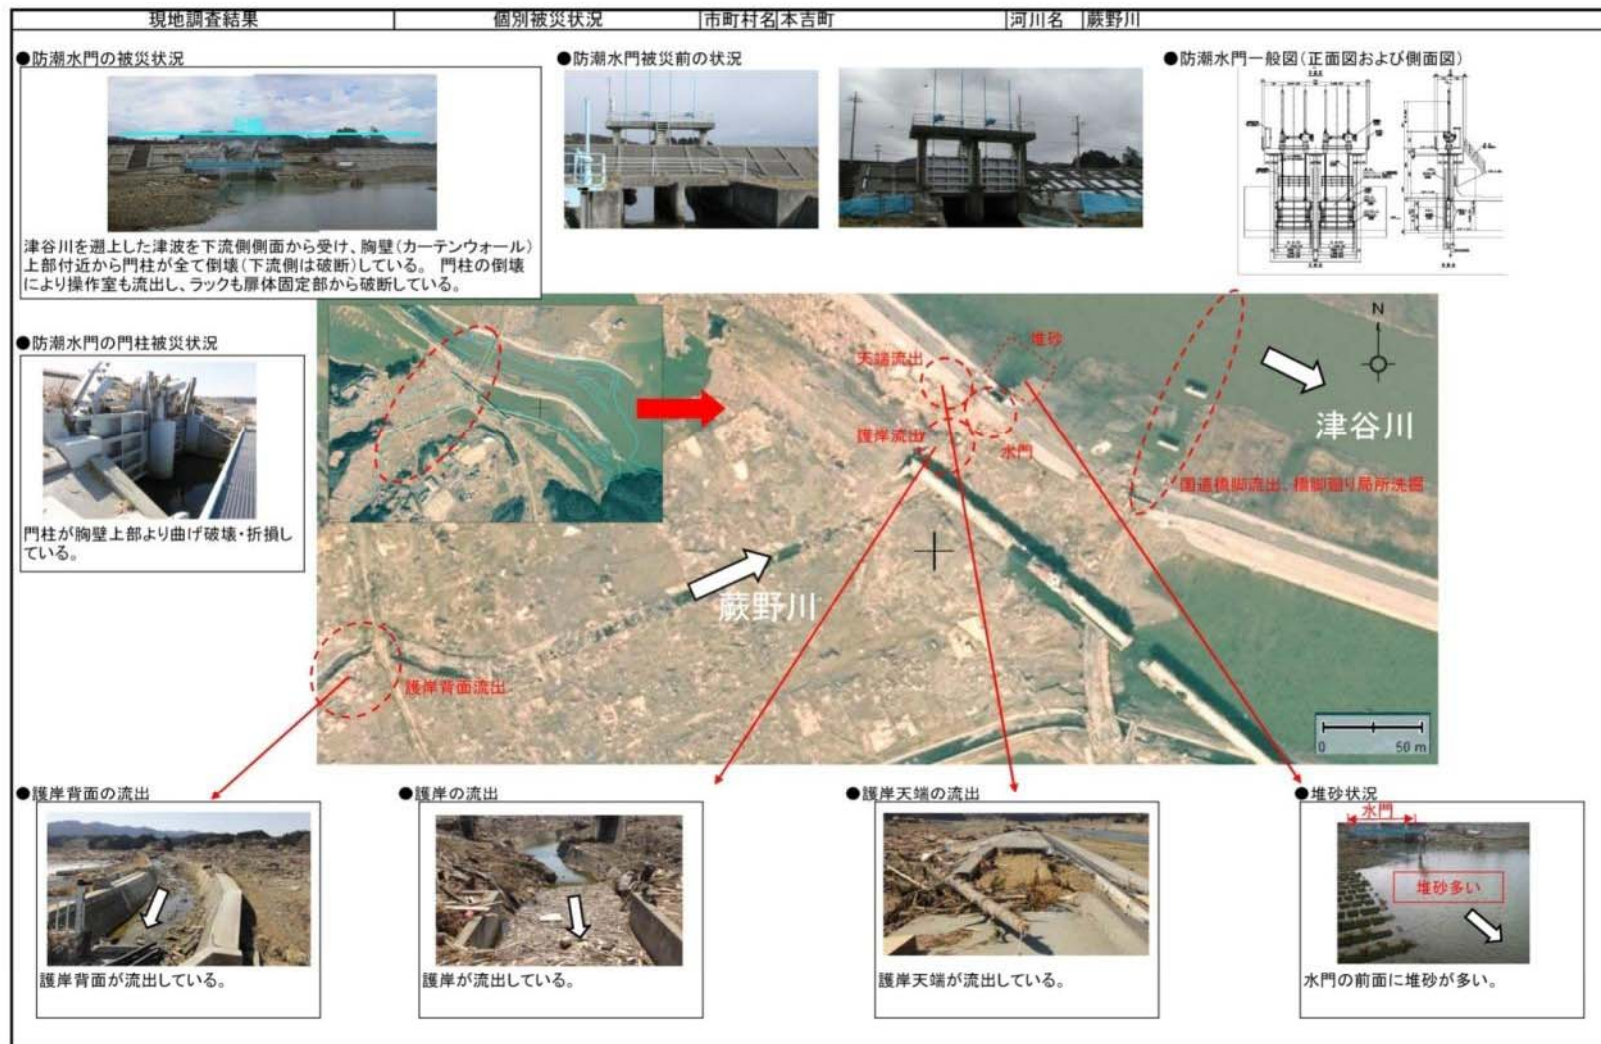 現地調査結果 個別被災状況 市町村名 本吉町 河川名 蕨野川
●防潮水門の被災状況
津谷川を遡上した津波を下流側側面から受け、胸壁(カーテンウォール)
上部付近から門柱が全て倒壊(下流側は破断)している。 門柱の倒壊
により操作室も流出し、ラックも扉体固定部から破断している。
●防潮水門被災前の状況
●防潮水門一般図(正面図および側面図)
●防潮水門の門柱被災状況
門柱が胸壁上部より曲げ破壊・折損し
ている。
天端流出
堆砂
護岸流出
水門
N
津谷川
国道橋脚流出、橋脚廻り局所洗掘
蕨野川
護岸背面流出
0 50 m
●護岸背面の流出
護岸背面が流出している。
●護岸の流出
護岸が流出している。
●護岸天端の流出
護岸天端が流出している。
●堆砂状況
水門
堆砂多い
水門の前面に堆砂が多い。